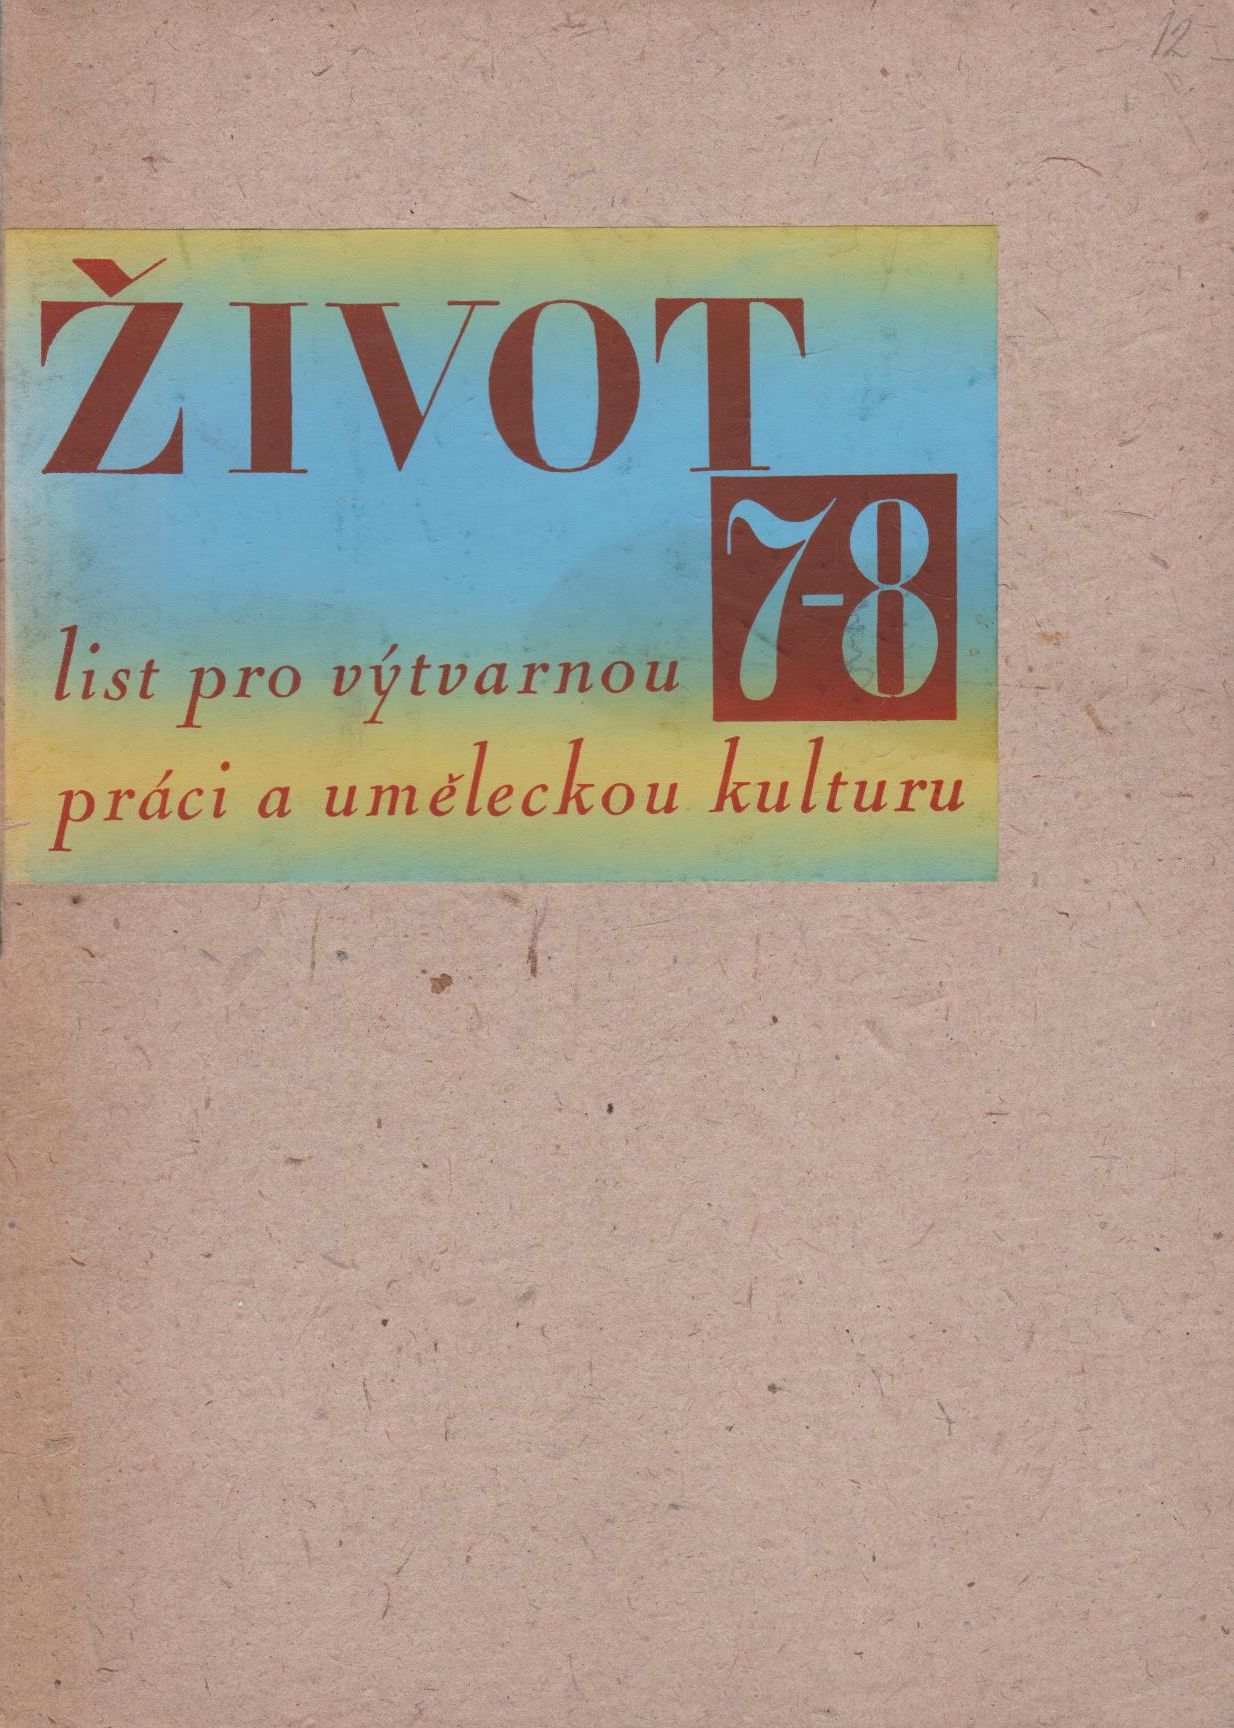 12
ŽIVOT
7-8
list pro výtvarnou
práci a uměleckou kulturu